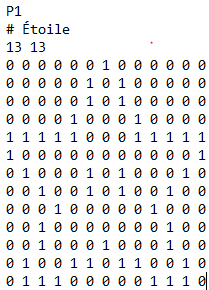 P1
# Étoile
13 13
0 0 0 0 0 0 1 0 0 0 0 0 0
0 0 0 0 0 1 0 1 0 0 0 0 0
0 0 0 0 0 1 0 1 0 0 0 0 0
0 0 0 0 1 0 0 0 1 0 0 0 0
1 1 1 1 1 0 0 0 1 1 1 1 1
1 0 0 0 0 0 0 0 0 0 0 0 1
0 1 0 0 0 1 0 1 0 0 0 1 0
0 0 1 0 0 1 0 1 0 0 1 0 0
0 0 0 1 0 0 0 0 0 1 0 0 0
0 0 1 0 0 0 0 0 0 0 1 0 0
0 0 1 0 0 0 1 0 0 0 1 0 0
0 1 0 0 1 1 0 1 1 0 0 1 0
0 1 1 1 0 0 0 0 0 1 1 1 0